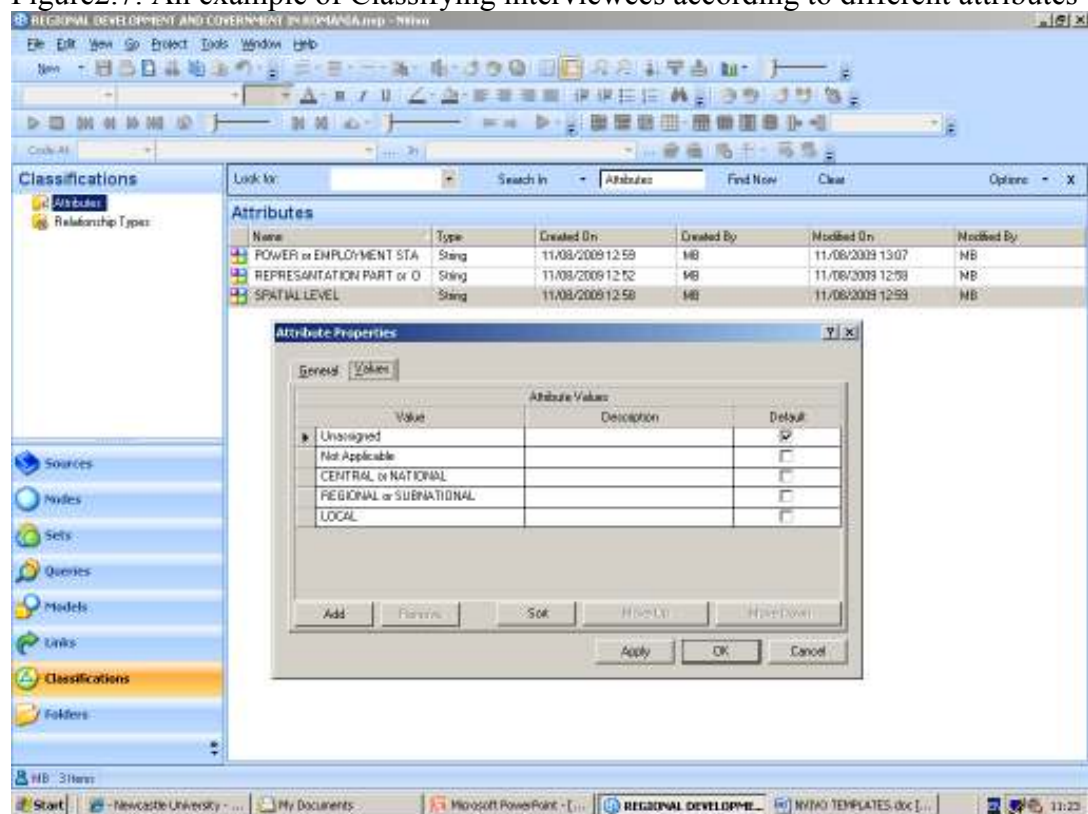 Figure2.7: An example of Classifying interviewees according to different attributes
REGIONAL DEVELOPMENT AND GOVERNMENT IN ROMANIA.nvp - NVivo
File Edit View Go Project Tools Window Help
New
Code At
Classifications
Attributes
Relationship Types
Look for: Search In Attributes Find Now Clear Options X
Attributes
Name Type Created On Created By Modified On Modified By
POWER or EMPLOYMENT STA String 11/08/2009 12:59 MB 11/08/2009 13:07 MB
REPRESANTATION PART or O String 11/08/2009 12:52 MB 11/08/2009 12:58 MB
SPATIAL LEVEL String 11/08/2009 12:58 MB 11/08/2009 12:59 MB
Attribute Properties
General Values
Attribute Values
Value Description Default
Unassigned
Not Applicable
CENTRAL or NATIONAL
REGIONAL or SUBNATIONAL
LOCAL
Add Remove Sort Move Up Move Down
Apply OK Cancel
Sources
Nodes
Sets
Queries
Models
Links
Classifications
Folders
MB 3 Items
Start - Newcastle University - ... My Documents Microsoft PowerPoint - [... REGIONAL DEVELOPME... NVIVO TEMPLATES.doc [... 11:23